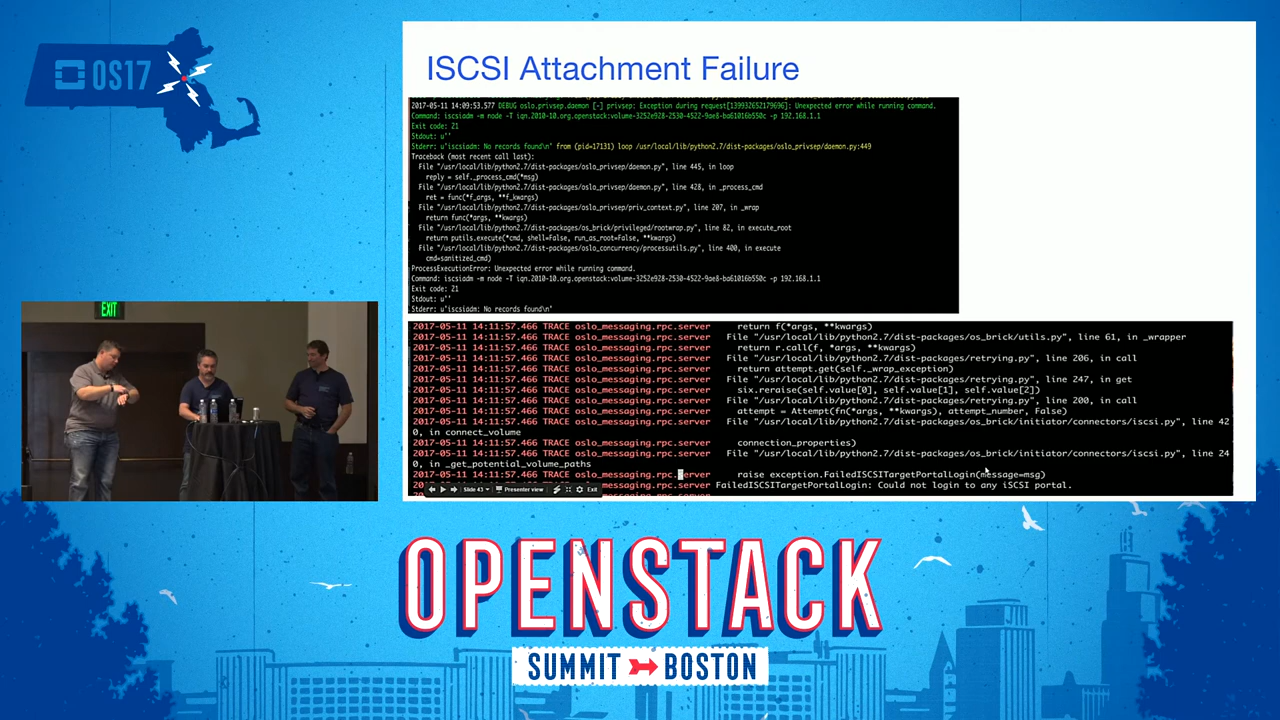 OS17
ISCSI Attachment Failure
2017-05-11 14:09:53.577 DEBUG oslo.privsep.daemon [-] privsep: Exception during request[139932652179696]: Unexpected error while running command.
Command: iscsiadm -m node -T iqn.2010-10.org.openstack:volume-3252e928-2530-4522-9ae8-ba61016b550c -p 192.168.1.1
Exit code: 21
Stdout: u''
Stderr: u'iscsiadm: No records found\n' from (pid=17131) loop /usr/local/lib/python2.7/dist-packages/oslo_privsep/daemon.py:449
Traceback (most recent call last):
File "/usr/local/lib/python2.7/dist-packages/oslo_privsep/daemon.py", line 445, in loop
reply = self._process_cmd(*msg)
File "/usr/local/lib/python2.7/dist-packages/oslo_privsep/daemon.py", line 428, in _process_cmd
ret = func(*f_args, **f_kwargs)
File "/usr/local/lib/python2.7/dist-packages/oslo_privsep/priv_context.py", line 207, in _wrap
return func(*args, **kwargs)
File "/usr/local/lib/python2.7/dist-packages/os_brick/privileged/rootwrap.py", line 82, in execute_root
return putils.execute(*cmd, shell=False, run_as_root=False, **kwargs)
File "/usr/local/lib/python2.7/dist-packages/oslo_concurrency/processutils.py", line 400, in execute
cmd=sanitized_cmd)
ProcessExecutionError: Unexpected error while running command.
Command: iscsiadm -m node -T iqn.2010-10.org.openstack:volume-3252e928-2530-4522-9ae8-ba61016b550c -p 192.168.1.1
Exit code: 21
Stdout: u''
Stderr: u'iscsiadm: No records found\n'
2017-05-11 14:11:57.466 TRACE oslo_messaging.rpc.server return f(*args, **kwargs)
2017-05-11 14:11:57.466 TRACE oslo_messaging.rpc.server File "/usr/local/lib/python2.7/dist-packages/os_brick/utils.py", line 61, in _wrapper
2017-05-11 14:11:57.466 TRACE oslo_messaging.rpc.server return r.call(f, *args, **kwargs)
2017-05-11 14:11:57.466 TRACE oslo_messaging.rpc.server File "/usr/local/lib/python2.7/dist-packages/retrying.py", line 206, in call
2017-05-11 14:11:57.466 TRACE oslo_messaging.rpc.server return attempt.get(self._wrap_exception)
2017-05-11 14:11:57.466 TRACE oslo_messaging.rpc.server File "/usr/local/lib/python2.7/dist-packages/retrying.py", line 247, in get
2017-05-11 14:11:57.466 TRACE oslo_messaging.rpc.server six.reraise(self.value[0], self.value[1], self.value[2])
2017-05-11 14:11:57.466 TRACE oslo_messaging.rpc.server File "/usr/local/lib/python2.7/dist-packages/retrying.py", line 200, in call
2017-05-11 14:11:57.466 TRACE oslo_messaging.rpc.server attempt = Attempt(fn(*args, **kwargs), attempt_number, False)
2017-05-11 14:11:57.466 TRACE oslo_messaging.rpc.server File "/usr/local/lib/python2.7/dist-packages/os_brick/initiator/connectors/iscsi.py", line 42
0, in connect_volume
2017-05-11 14:11:57.466 TRACE oslo_messaging.rpc.server connection_properties)
2017-05-11 14:11:57.466 TRACE oslo_messaging.rpc.server File "/usr/local/lib/python2.7/dist-packages/os_brick/initiator/connectors/iscsi.py", line 24
0, in _get_potential_volume_paths
2017-05-11 14:11:57.466 TRACE oslo_messaging.rpc.server raise exception.FailedISCSITargetPortalLogin(message=msg)
2017-05-11 14:11:57.466 TRACE oslo_messaging.rpc.server FailedISCSITargetPortalLogin: Could not login to any iSCSI portal.
Slide 43 Presenter view Exit
EXIT
OPENSTACK
SUMMIT BOSTON